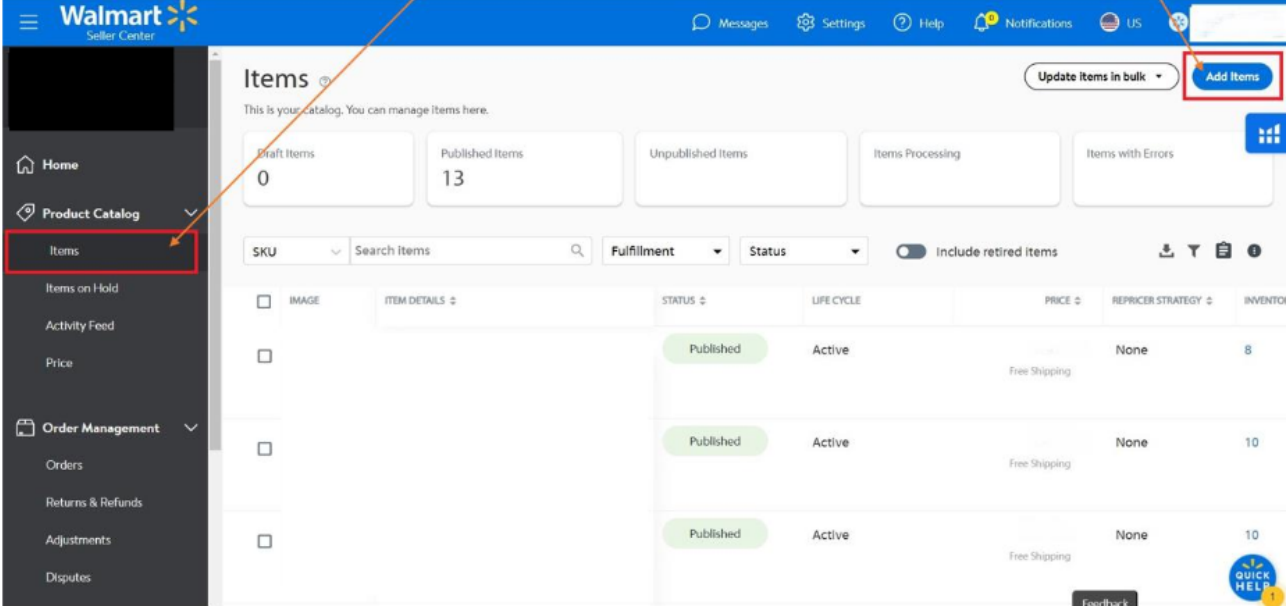 Walmart
Seller Center
Messages
Settings
Help
0
Notifications
US
Items
This is your catalog. You can manage items here.
Update items in bulk
Add Items
Home
Product Catalog
Items
Items on Hold
Activity Feed
Price
Order Management
Orders
Returns & Refunds
Adjustments
Disputes
Draft Items
0
Published Items
13
Unpublished Items
Items Processing
Items with Errors
SKU
Search items
Fulfillment
Status
Include retired items
IMAGE ITEM DETAILS STATUS LIFE CYCLE PRICE REPRICER STRATEGY
Published Active None 8
Free Shipping
Published Active None 10
Free Shipping
Published Active None 10
Free Shipping
QUICK
HELP
1
Feedback